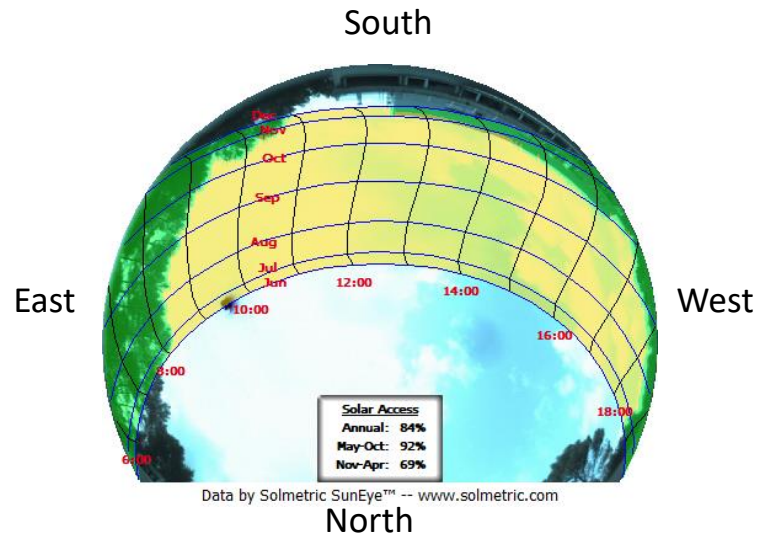 South
Dec
Nov
Oct
Sep
Aug
Jul
Jun
East
West
12:00
14:00
10:00
16:00
8:00
18:00
6:00
Solar Access
Annual: 84%
May-Oct: 92%
Nov-Apr: 69%
Data by Solmetric SunEye™ -- www.solmetric.com
North